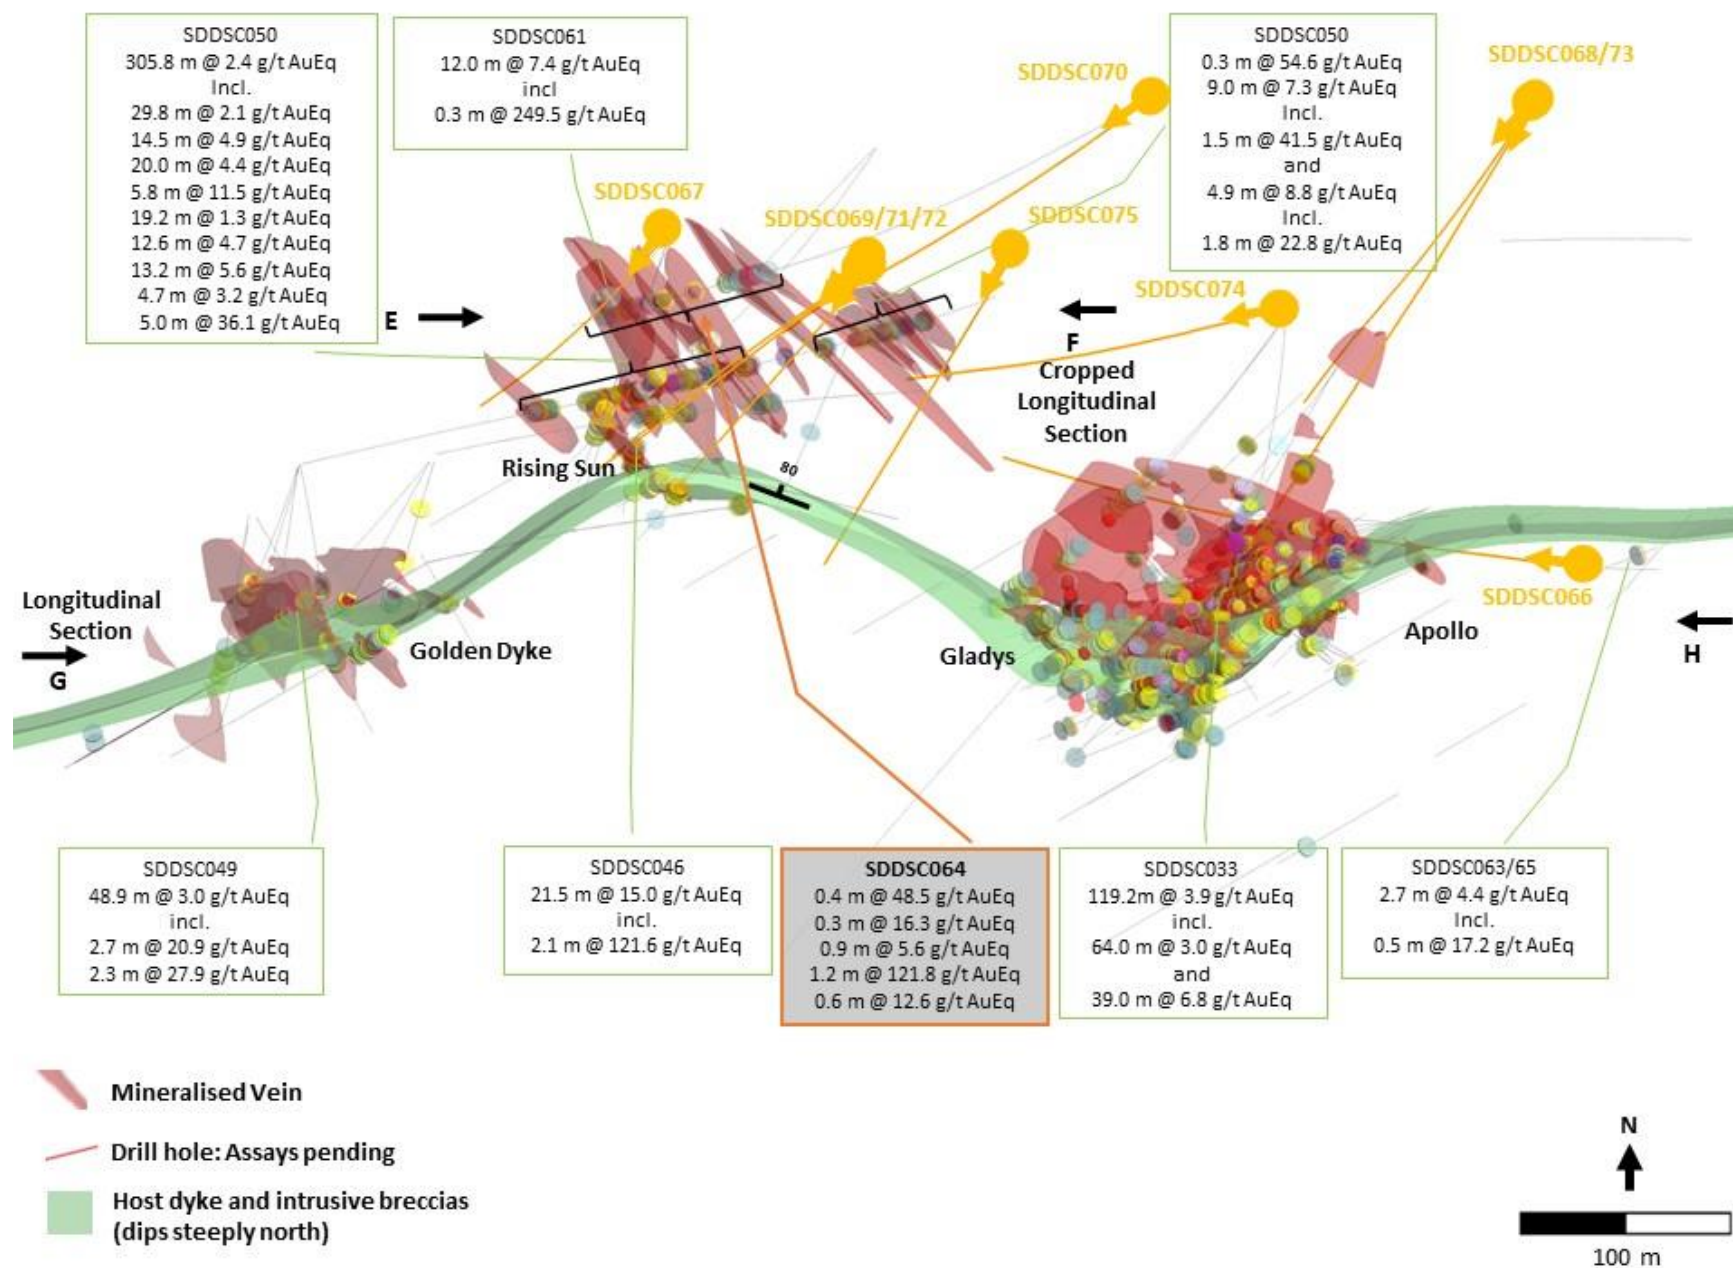 SDDSC050
305.8 m @ 2.4 g/t AuEq
Incl.
29.8 m @ 2.1 g/t AuEq
14.5 m @ 4.9 g/t AuEq
20.0 m @ 4.4 g/t AuEq
5.8 m @ 11.5 g/t AuEq
19.2 m @ 1.3 g/t AuEq
12.6 m @ 4.7 g/t AuEq
13.2 m @ 5.6 g/t AuEq
4.7 m @ 3.2 g/t AuEq
5.0 m @ 36.1 g/t AuEq
SDDSC061
12.0 m @ 7.4 g/t AuEq
incl
0.3 m @ 249.5 g/t AuEq
SDDSC050
0.3 m @ 54.6 g/t AuEq
9.0 m @ 7.3 g/t AuEq
Incl.
1.5 m @ 41.5 g/t AuEq
and
4.9 m @ 8.8 g/t AuEq
Incl.
1.8 m @ 22.8 g/t AuEq
SDDSC070
SDDSC068/73
SDDSC067
SDDSC069/71/72
SDDSC075
SDDSC074
E
F
Cropped
Longitudinal
Section
Rising Sun
80
Longitudinal
Section
G
Golden Dyke
Gladys
Apollo
SDDSC066
H
SDDSC049
48.9 m @ 3.0 g/t AuEq
incl.
2.7 m @ 20.9 g/t AuEq
2.3 m @ 27.9 g/t AuEq
SDDSC046
21.5 m @ 15.0 g/t AuEq
incl.
2.1 m @ 121.6 g/t AuEq
SDDSC064
0.4 m @ 48.5 g/t AuEq
0.3 m @ 16.3 g/t AuEq
0.9 m @ 5.6 g/t AuEq
1.2 m @ 121.8 g/t AuEq
0.6 m @ 12.6 g/t AuEq
SDDSC033
119.2m @ 3.9 g/t AuEq
incl.
64.0 m @ 3.0 g/t AuEq
and
39.0 m @ 6.8 g/t AuEq
SDDSC063/65
2.7 m @ 4.4 g/t AuEq
Incl.
0.5 m @ 17.2 g/t AuEq
Mineralised Vein
Drill hole: Assays pending
Host dyke and intrusive breccias
(dips steeply north)
N
100 m